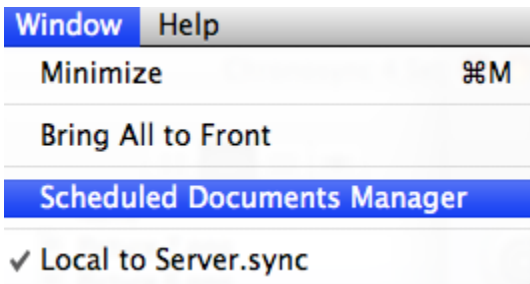 Window Help
Minimize ⌘M
Bring All to Front
Scheduled Documents Manager
✓ Local to Server.sync